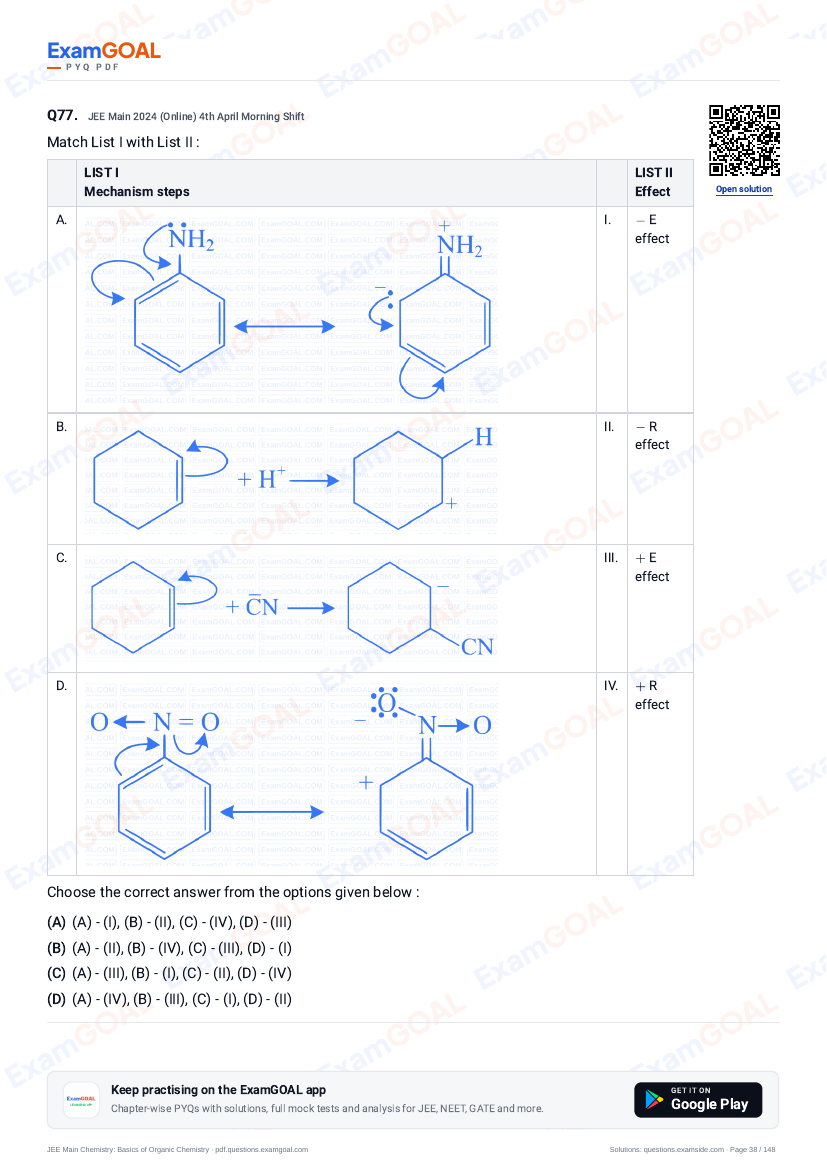 ExamGOAL
PYQ PDF
Q77. JEE Main 2024 (Online) 4th April Morning Shift
Match List I with List II :
Open solution
LIST I
Mechanism steps
LIST II
Effect
A.
NH2
+
NH2
−
I.
− E
effect
B.
+ H+
H
+
II.
− R
effect
C.
+ C̅N
−
CN
III.
+ E
effect
D.
O ← N = O
O
−
N → O
+
IV.
+ R
effect
Choose the correct answer from the options given below :
(A) (A) - (I), (B) - (II), (C) - (IV), (D) - (III)
(B) (A) - (II), (B) - (IV), (C) - (III), (D) - (I)
(C) (A) - (III), (B) - (I), (C) - (II), (D) - (IV)
(D) (A) - (IV), (B) - (III), (C) - (I), (D) - (II)
Keep practising on the ExamGOAL app
Chapter-wise PYQs with solutions, full mock tests and analysis for JEE, NEET, GATE and more.
GET IT ON
Google Play
JEE Main Chemistry: Basics of Organic Chemistry · pdf.questions.examgoal.com
Solutions: questions.examside.com · Page 38 / 148